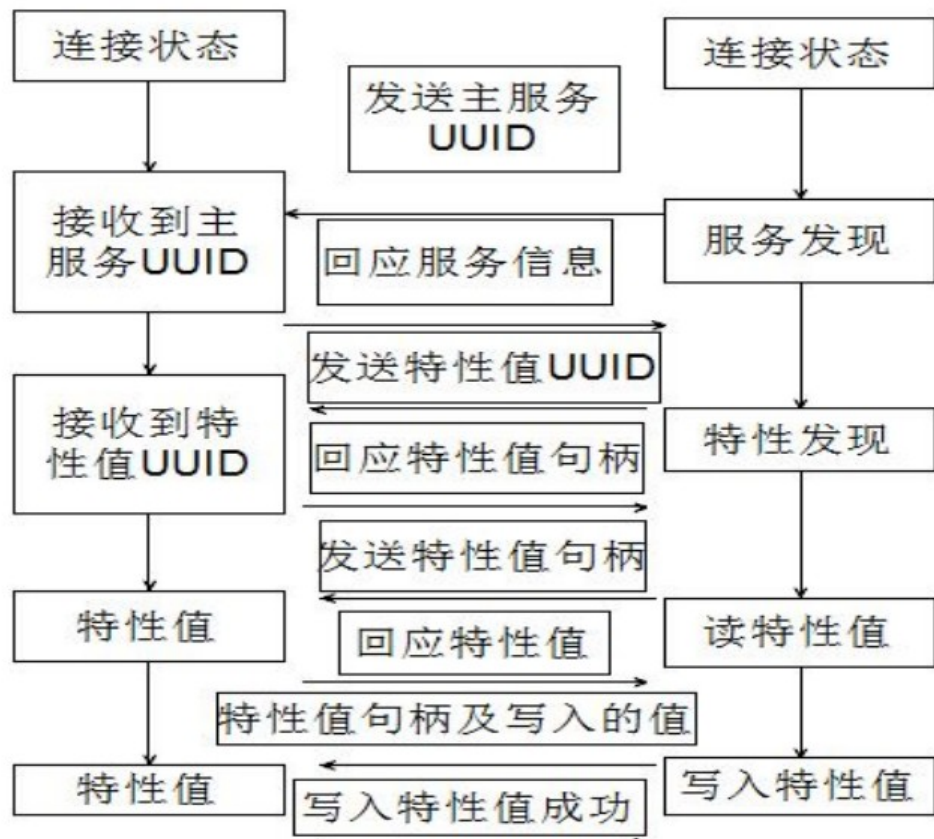 连接状态
连接状态
发送主服务
UUID
接收到主
服务UUID
服务发现
回应服务信息
发送特性值UUID
接收到特
性值UUID
特性发现
回应特性值句柄
发送特性值句柄
特性值
读特性值
回应特性值
特性值句柄及写入的值
特性值
写入特性值
写入特性值成功